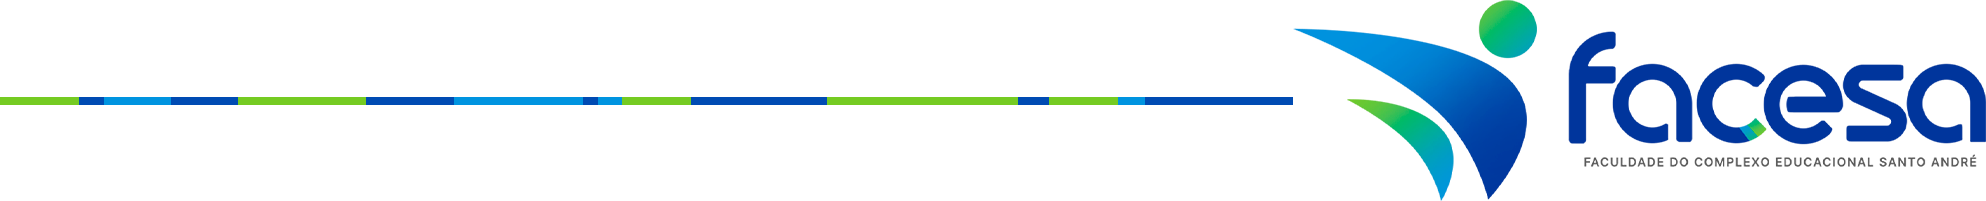 facesa
FACULDADE DO COMPLEXO EDUCACIONAL SANTO ANDRÉ